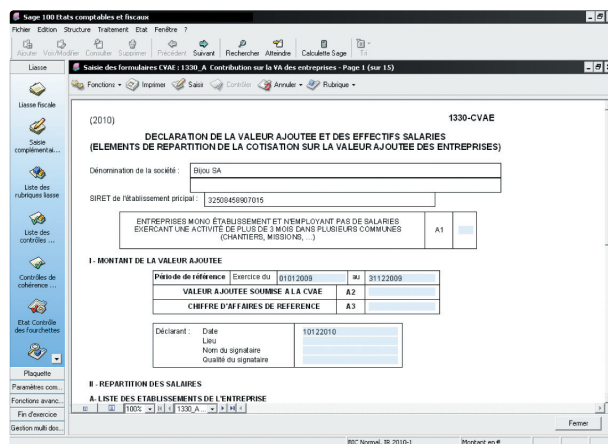 Sage 100 Etats comptables et fiscaux
Fichier Edition Structure Traitement Etat Fenêtre ?
Ajouter Voir/Modifier Consulter Supprimer Précédent Suivant Rechercher Atteindre Calculette Sage Tri
Liasse
Saisie des formulaires CVAE : 1330_A Contribution sur la VA des entreprises - Page 1 (sur 15)
Fonctions Imprimer Saisir Contrôler Annuler Rubrique
Liasse fiscale
Saisie complémentai...
Liste des rubriques liasse
Liste des contrôles ...
Contrôles de cohérence ...
Etat Contrôle des fourchettes
Plaquette
Paramètres com...
Fonctions avanc...
Fin d'exercice
Gestion multi dos...
(2010)
1330-CVAE
DECLARATION DE LA VALEUR AJOUTEE ET DES EFFECTIFS SALARIES
(ELEMENTS DE REPARTITION DE LA COTISATION SUR LA VALEUR AJOUTEE DES ENTREPRISES)
Dénomination de la société : Bijou SA
SIRET de l'établissement pricipal : 32508458907015
ENTREPRISES MONO ÉTABLISSEMENT ET N'EMPLOYANT PAS DE SALARIES
EXERCANT UNE ACTIVITÉ DE PLUS DE 3 MOIS DANS PLUSIEURS COMMUNES
(CHANTIERS, MISSIONS, ...)
A1
I - MONTANT DE LA VALEUR AJOUTEE
Période de référence Exercice du 01012009 au 31122009
VALEUR AJOUTEE SOUMISE A LA CVAE A2
CHIFFRE D'AFFAIRES DE REFERENCE A3
Déclarant : Date 10122010
Lieu
Nom du signataire
Qualité du signataire
II - REPARTITION DES SALAIRES
A- LISTE DES ETABLISSEMENTS DE L'ENTREPRISE
100% 1330_A ...
Fermer
BIC Normal, IR 2010-1 Montant en €